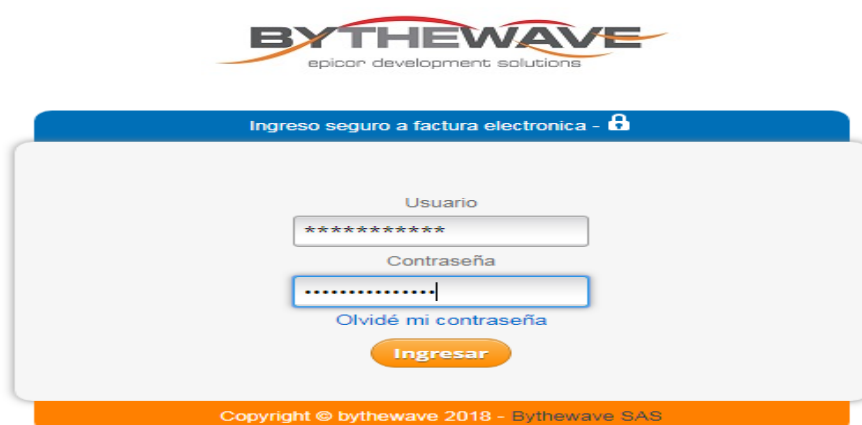 BYTHEWAVE
epicor development solutions
Ingreso seguro a factura electronica -
Usuario
***********
Contraseña
•••••••••••••••
Olvidé mi contraseña
Ingresar
Copyright © bythewave 2018 - Bythewave SAS